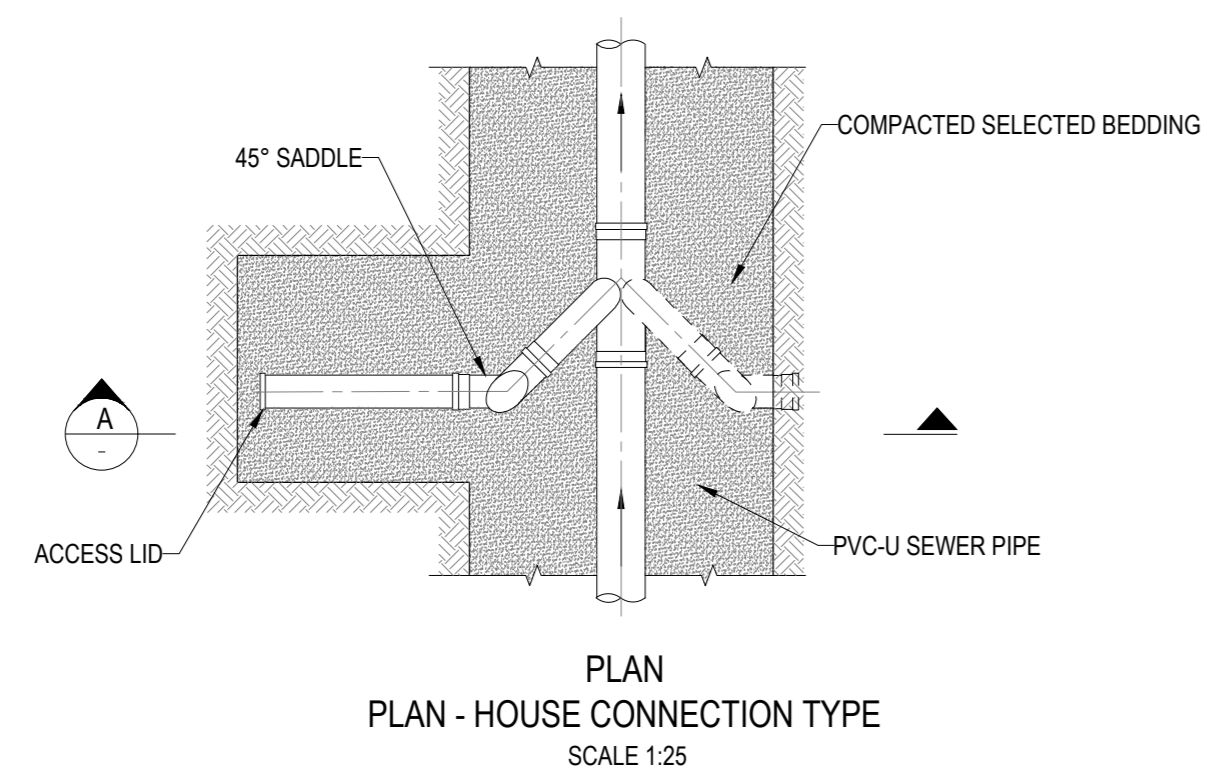 COMPACTED SELECTED BEDDING
45° SADDLE
A
-
ACCESS LID
PVC-U SEWER PIPE
PLAN
PLAN - HOUSE CONNECTION TYPE
SCALE 1:25